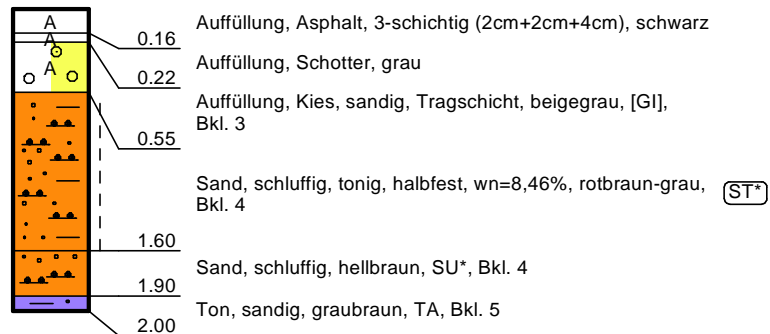 A
Auffüllung, Asphalt, 3-schichtig (2cm+2cm+4cm), schwarz
0.16
A
Auffüllung, Schotter, grau
0.22
A
Auffüllung, Kies, sandig, Tragschicht, beigegrau, [GI],
Bkl. 3
0.55
Sand, schluffig, tonig, halbfest, wn=8,46%, rotbraun-grau,
Bkl. 4
ST*
1.60
Sand, schluffig, hellbraun, SU*, Bkl. 4
1.90
Ton, sandig, graubraun, TA, Bkl. 5
2.00